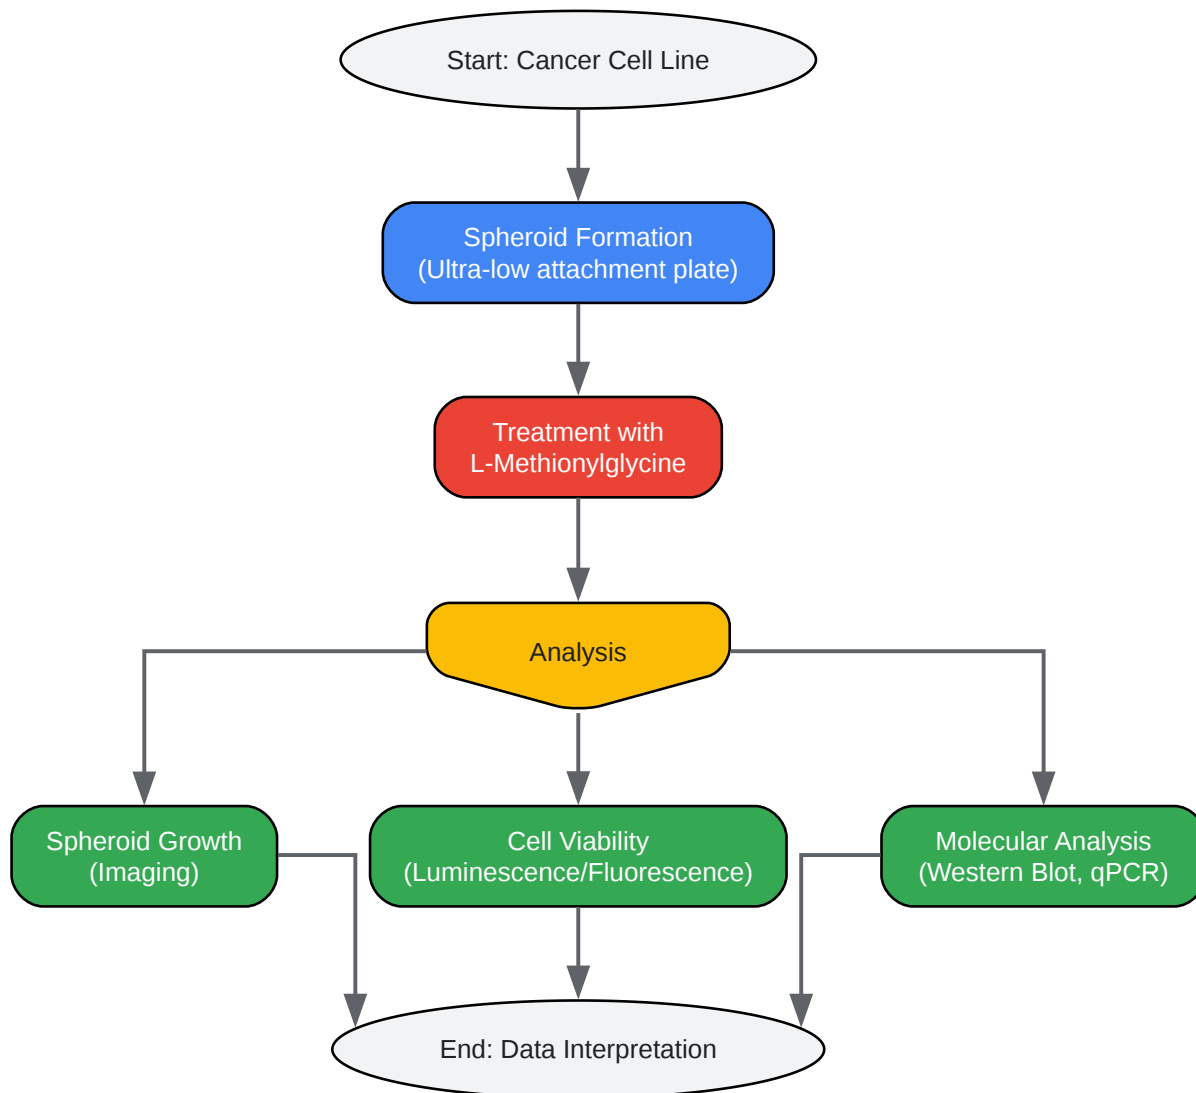 Start: Cancer Cell Line
Spheroid Formation
(Ultra-low attachment plate)
Treatment with
L-Methionylglycine
Analysis
Spheroid Growth
(Imaging)
Cell Viability
(Luminescence/Fluorescence)
Molecular Analysis
(Western Blot, qPCR)
End: Data Interpretation